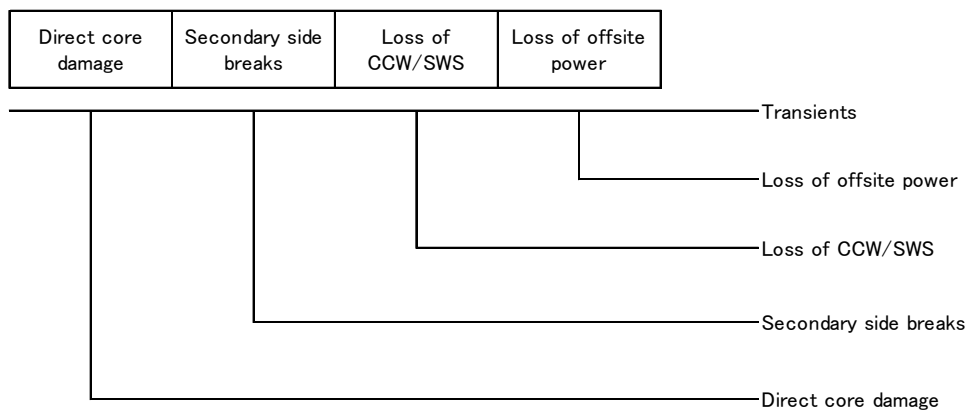 Direct core
damage
Secondary side
breaks
Loss of
CCW/SWS
Loss of offsite
power
Transients
Loss of offsite power
Loss of CCW/SWS
Secondary side breaks
Direct core damage